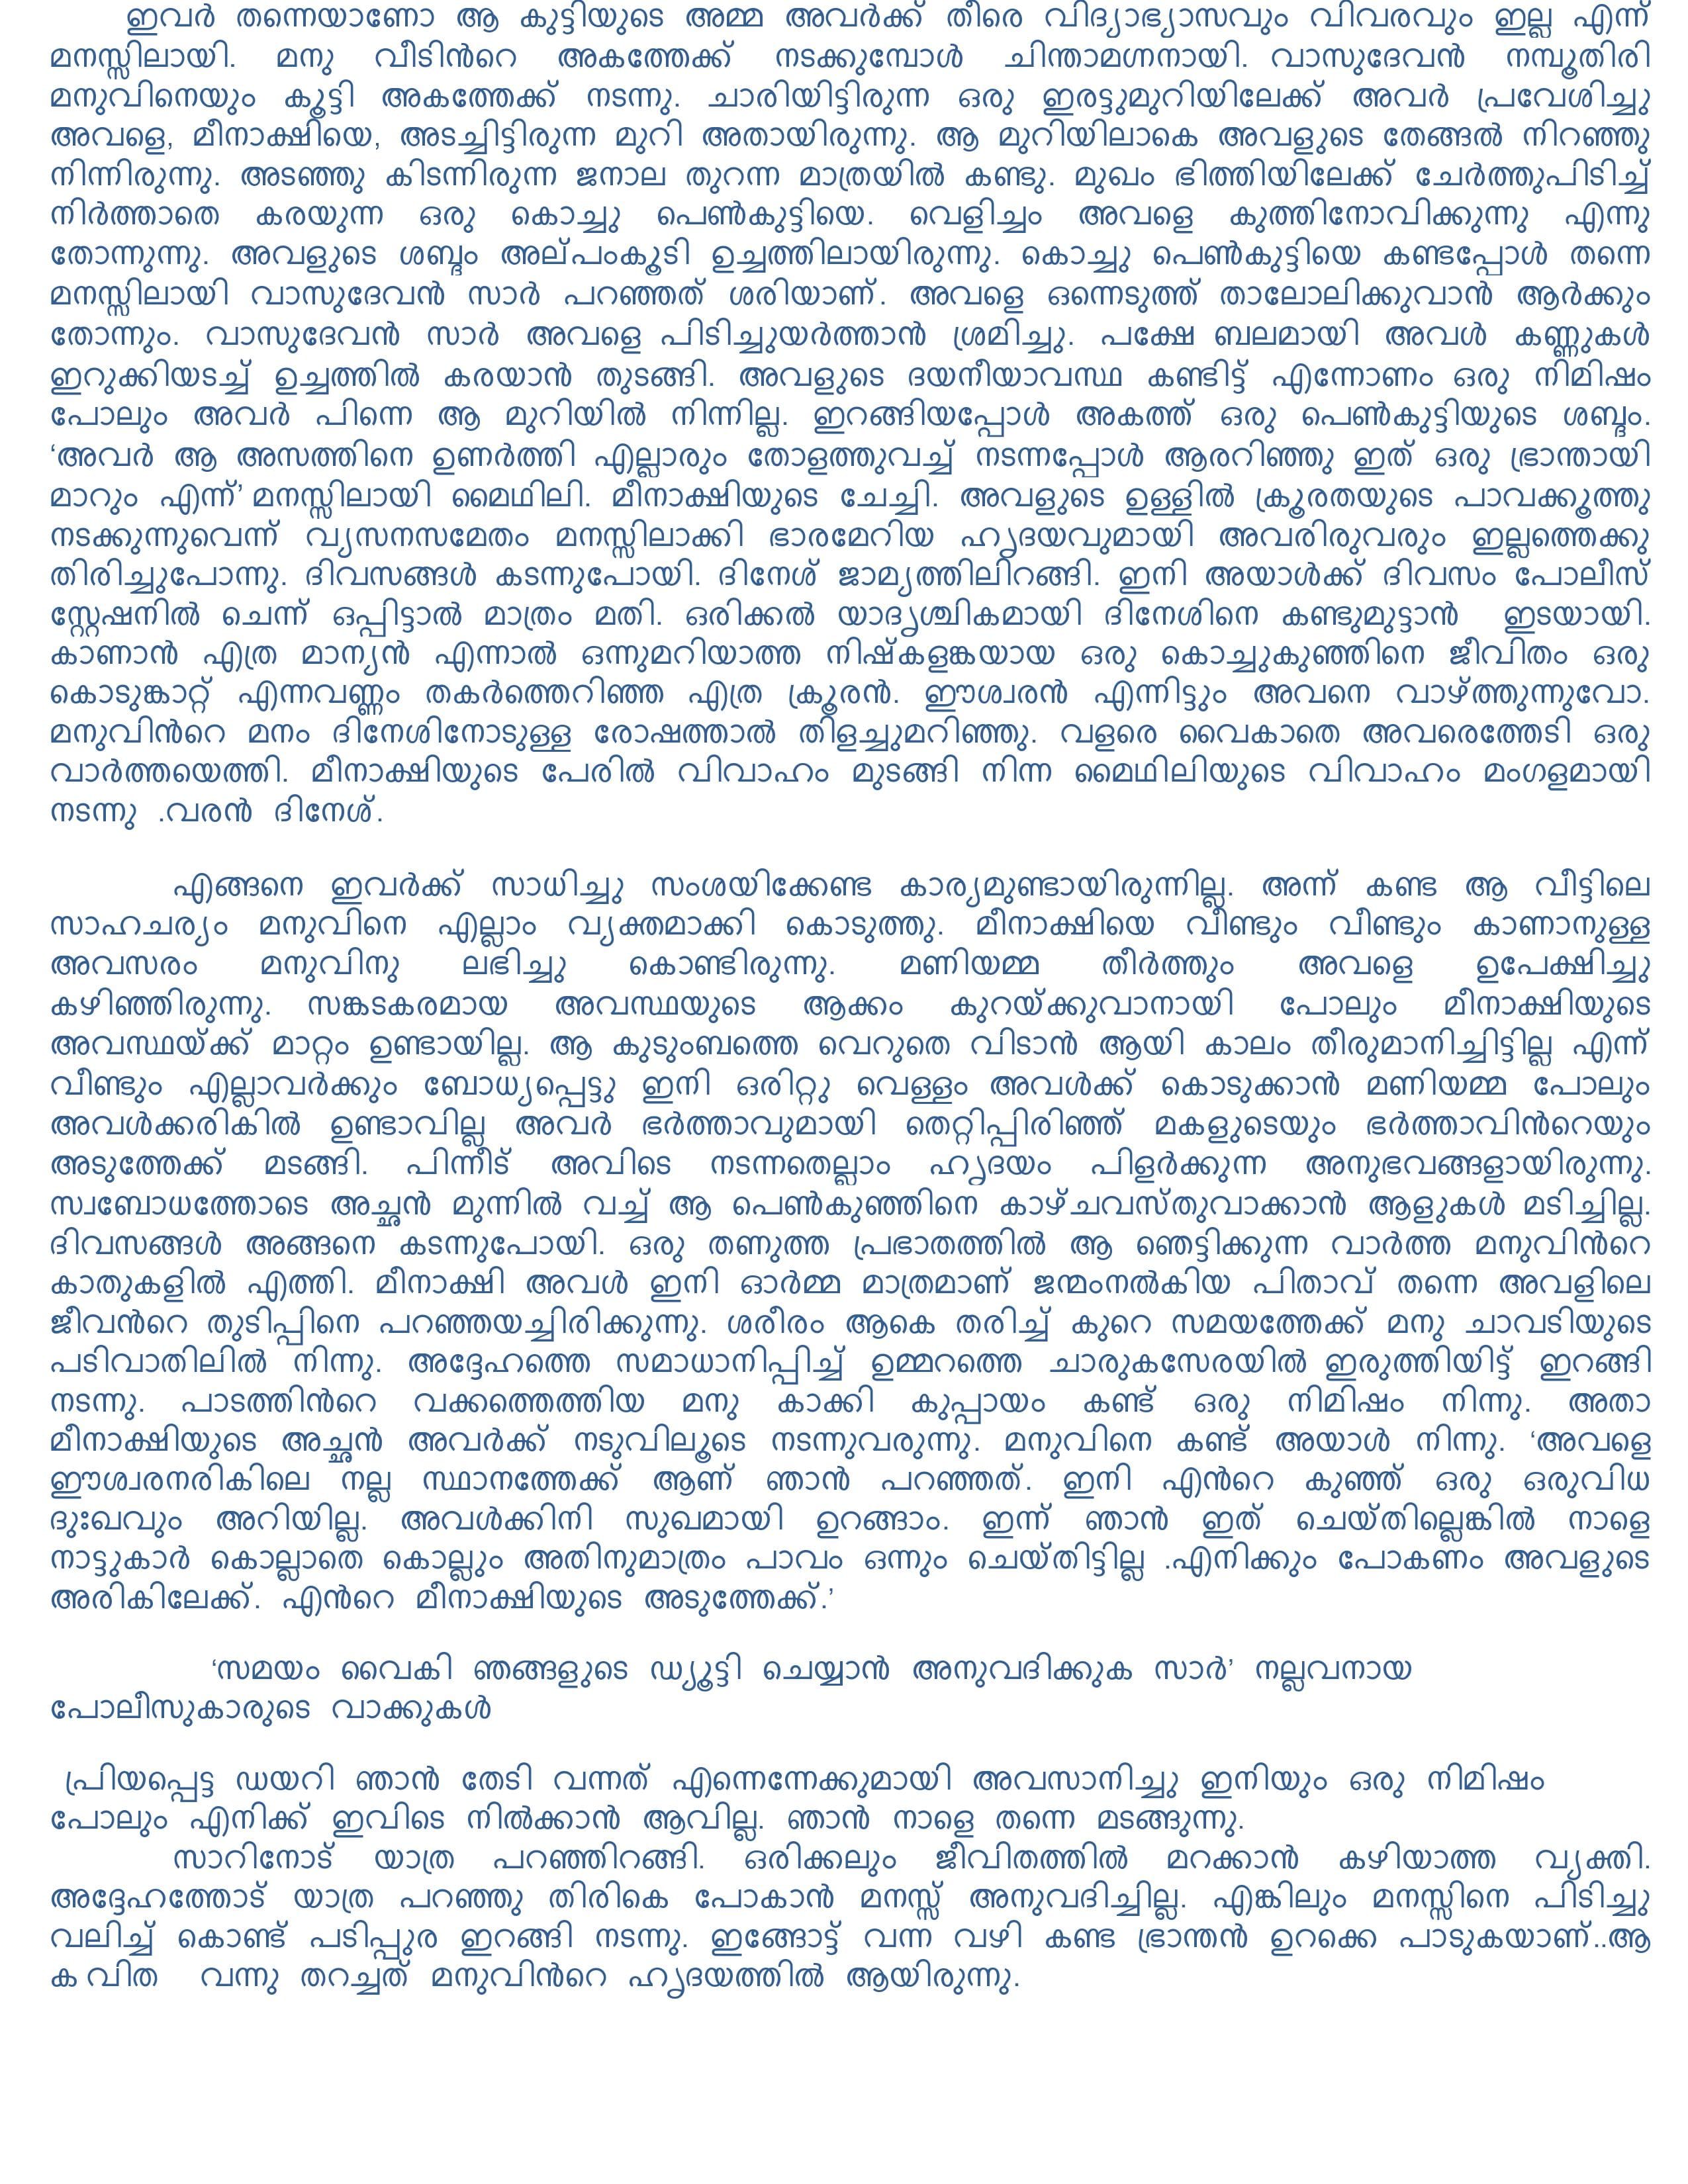 ഇവർ തന്നെയാണോ ആ കുട്ടിയുടെ അമ്മ അവർക്ക് തീരെ വിദ്യാഭ്യാസവും വിവരവും ഇല്ല എന്ന്
മനസ്സിലായി. മനു വീടിൻറെ അകത്തേക്ക് നടക്കുമ്പോൾ ചിന്താമഗ്നനായി. വാസുദേവൻ നമ്പൂതിരി
മനുവിനെയും കൂട്ടി അകത്തേക്ക് നടന്നു. ചാരിയിട്ടിരുന്ന ഒരു ഇരട്ടുമുറിയിലേക്ക് അവർ പ്രവേശിച്ചു
അവളെ, മീനാക്ഷിയെ, അടച്ചിട്ടിരുന്ന മുറി അതായിരുന്നു. ആ മുറിയിലാകെ അവളുടെ തേങ്ങൽ നിറഞ്ഞു
നിന്നിരുന്നു. അടഞ്ഞു കിടന്നിരുന്ന ജനാല തുറന്ന മാത്രയിൽ കണ്ടു. മുഖം ഭിത്തിയിലേക്ക് ചേർത്തുപിടിച്ച്
നിർത്താതെ കരയുന്ന ഒരു കൊച്ചു പെൺകുട്ടിയെ. വെളിച്ചം അവളെ കുത്തിനോവിക്കുന്നു എന്നു
തോന്നുന്നു. അവളുടെ ശബ്ദം അല്പംകൂടി ഉച്ചത്തിലായിരുന്നു. കൊച്ചു പെൺകുട്ടിയെ കണ്ടപ്പോൾ തന്നെ
മനസ്സിലായി വാസുദേവൻ സാർ പറഞ്ഞത് ശരിയാണ്. അവളെ ഒന്നെടുത്ത് താലോലിക്കുവാൻ ആർക്കും
തോന്നും. വാസുദേവൻ സാർ അവളെ പിടിച്ചുയർത്താൻ ശ്രമിച്ചു. പക്ഷേ ബലമായി അവൾ കണ്ണുകൾ
ഇറുക്കിയടച്ച് ഉച്ചത്തിൽ കരയാൻ തുടങ്ങി. അവളുടെ ദയനീയാവസ്ഥ കണ്ടിട്ട് എന്നോണം ഒരു നിമിഷം
പോലും അവർ പിന്നെ ആ മുറിയിൽ നിന്നില്ല. ഇറങ്ങിയപ്പോൾ അകത്ത് ഒരു പെൺകുട്ടിയുടെ ശബ്ദം.
‘അവർ ആ അസത്തിനെ ഉണർത്തി എല്ലാരും തോളത്തുവച്ച് നടന്നപ്പോൾ ആരറിഞ്ഞു ഇത് ഒരു ഭ്രാന്തായി
മാറും എന്ന്’ മനസ്സിലായി മൈഥിലി. മീനാക്ഷിയുടെ ചേച്ചി. അവളുടെ ഉള്ളിൽ ക്രൂരതയുടെ പാവക്കൂത്തു
നടക്കുന്നുവെന്ന് വ്യസനസമേതം മനസ്സിലാക്കി ഭാരമേറിയ ഹൃദയവുമായി അവരിരുവരും ഇല്ലത്തെക്കു
തിരിച്ചുപോന്നു. ദിവസങ്ങൾ കടന്നുപോയി. ദിനേശ് ജാമ്യത്തിലിറങ്ങി. ഇനി അയാൾക്ക് ദിവസം പോലീസ്
സ്റ്റേഷനിൽ ചെന്ന് ഒപ്പിട്ടാൽ മാത്രം മതി. ഒരിക്കൽ യാദൃശ്ചികമായി ദിനേശിനെ കണ്ടുമുട്ടാൻ ഇടയായി.
കാണാൻ എത്ര മാന്യൻ എന്നാൽ ഒന്നുമറിയാത്ത നിഷ്കളങ്കയായ ഒരു കൊച്ചുകുഞ്ഞിനെ ജീവിതം ഒരു
കൊടുങ്കാറ്റ് എന്നവണ്ണം തകർത്തെറിഞ്ഞ എത്ര ക്രൂരൻ. ഈശ്വരൻ എന്നിട്ടും അവനെ വാഴ്ത്തുന്നുവോ.
മനുവിൻറെ മനം ദിനേശിനോടുള്ള രോഷത്താൽ തിളച്ചുമറിഞ്ഞു. വളരെ വൈകാതെ അവരെത്തേടി ഒരു
വാർത്തയെത്തി. മീനാക്ഷിയുടെ പേരിൽ വിവാഹം മുടങ്ങി നിന്ന മൈഥിലിയുടെ വിവാഹം മംഗളമായി
നടന്നു .വരൻ ദിനേശ്.
എങ്ങനെ ഇവർക്ക് സാധിച്ചു സംശയിക്കേണ്ട കാര്യമുണ്ടായിരുന്നില്ല. അന്ന് കണ്ട ആ വീട്ടിലെ
സാഹചര്യം മനുവിനെ എല്ലാം വ്യക്തമാക്കി കൊടുത്തു. മീനാക്ഷിയെ വീണ്ടും വീണ്ടും കാണാനുള്ള
അവസരം മനുവിനു ലഭിച്ചു കൊണ്ടിരുന്നു. മണിയമ്മ തീർത്തും അവളെ ഉപേക്ഷിച്ചു
കഴിഞ്ഞിരുന്നു. സങ്കടകരമായ അവസ്ഥയുടെ ആക്കം കുറയ്ക്കുവാനായി പോലും മീനാക്ഷിയുടെ
അവസ്ഥയ്ക്ക് മാറ്റം ഉണ്ടായില്ല. ആ കുടുംബത്തെ വെറുതെ വിടാൻ ആയി കാലം തീരുമാനിച്ചിട്ടില്ല എന്ന്
വീണ്ടും എല്ലാവർക്കും ബോധ്യപ്പെട്ടു ഇനി ഒരിറ്റു വെള്ളം അവൾക്ക് കൊടുക്കാൻ മണിയമ്മ പോലും
അവൾക്കരികിൽ ഉണ്ടാവില്ല അവർ ഭർത്താവുമായി തെറ്റിപ്പിരിഞ്ഞ് മകളുടെയും ഭർത്താവിൻറെയും
അടുത്തേക്ക് മടങ്ങി. പിന്നീട് അവിടെ നടന്നതെല്ലാം ഹൃദയം പിളർക്കുന്ന അനുഭവങ്ങളായിരുന്നു.
സ്വബോധത്തോടെ അച്ഛൻ മുന്നിൽ വച്ച് ആ പെൺകുഞ്ഞിനെ കാഴ്ചവസ്തുവാക്കാൻ ആളുകൾ മടിച്ചില്ല.
ദിവസങ്ങൾ അങ്ങനെ കടന്നുപോയി. ഒരു തണുത്ത പ്രഭാതത്തിൽ ആ ഞെട്ടിക്കുന്ന വാർത്ത മനുവിൻറെ
കാതുകളിൽ എത്തി. മീനാക്ഷി അവൾ ഇനി ഓർമ്മ മാത്രമാണ് ജന്മംനൽകിയ പിതാവ് തന്നെ അവളിലെ
ജീവൻറെ തുടിപ്പിനെ പറഞ്ഞയച്ചിരിക്കുന്നു. ശരീരം ആകെ തരിച്ച് കുറെ സമയത്തേക്ക് മനു ചാവടിയുടെ
പടിവാതിലിൽ നിന്നു. അദ്ദേഹത്തെ സമാധാനിപ്പിച്ച് ഉമ്മറത്തെ ചാരുകസേരയിൽ ഇരുത്തിയിട്ട് ഇറങ്ങി
നടന്നു. പാടത്തിൻറെ വക്കത്തെത്തിയ മനു കാക്കി കുപ്പായം കണ്ട് ഒരു നിമിഷം നിന്നു. അതാ
മീനാക്ഷിയുടെ അച്ഛൻ അവർക്ക് നടുവിലൂടെ നടന്നുവരുന്നു. മനുവിനെ കണ്ട് അയാൾ നിന്നു. ‘അവളെ
ഈശ്വരനരികിലെ നല്ല സ്ഥാനത്തേക്ക് ആണ് ഞാൻ പറഞ്ഞത്. ഇനി എൻറെ കുഞ്ഞ് ഒരു ഒരുവിധ
ദുഃഖവും അറിയില്ല. അവൾക്കിനി സുഖമായി ഉറങ്ങാം. ഇന്ന് ഞാൻ ഇത് ചെയ്തില്ലെങ്കിൽ നാളെ
നാട്ടുകാർ കൊല്ലാതെ കൊല്ലും അതിനുമാത്രം പാവം ഒന്നും ചെയ്തിട്ടില്ല .എനിക്കും പോകണം അവളുടെ
അരികിലേക്ക്. എൻറെ മീനാക്ഷിയുടെ അടുത്തേക്ക്.’
‘സമയം വൈകി ഞങ്ങളുടെ ഡ്യൂട്ടി ചെയ്യാൻ അനുവദിക്കുക സാർ’ നല്ലവനായ
പോലീസുകാരുടെ വാക്കുകൾ
പ്രിയപ്പെട്ട ഡയറി ഞാൻ തേടി വന്നത് എന്നെന്നേക്കുമായി അവസാനിച്ചു ഇനിയും ഒരു നിമിഷം
പോലും എനിക്ക് ഇവിടെ നിൽക്കാൻ ആവില്ല. ഞാൻ നാളെ തന്നെ മടങ്ങുന്നു.
സാറിനോട് യാത്ര പറഞ്ഞിറങ്ങി. ഒരിക്കലും ജീവിതത്തിൽ മറക്കാൻ കഴിയാത്ത വ്യക്തി.
അദ്ദേഹത്തോട് യാത്ര പറഞ്ഞു തിരികെ പോകാൻ മനസ്സ് അനുവദിച്ചില്ല. എങ്കിലും മനസ്സിനെ പിടിച്ചു
വലിച്ച് കൊണ്ട് പടിപ്പുര ഇറങ്ങി നടന്നു. ഇങ്ങോട്ട് വന്ന വഴി കണ്ട ഭ്രാന്തൻ ഉറക്കെ പാടുകയാണ്..ആ
ക വിത വന്നു തറച്ചത് മനുവിൻറെ ഹൃദയത്തിൽ ആയിരുന്നു.